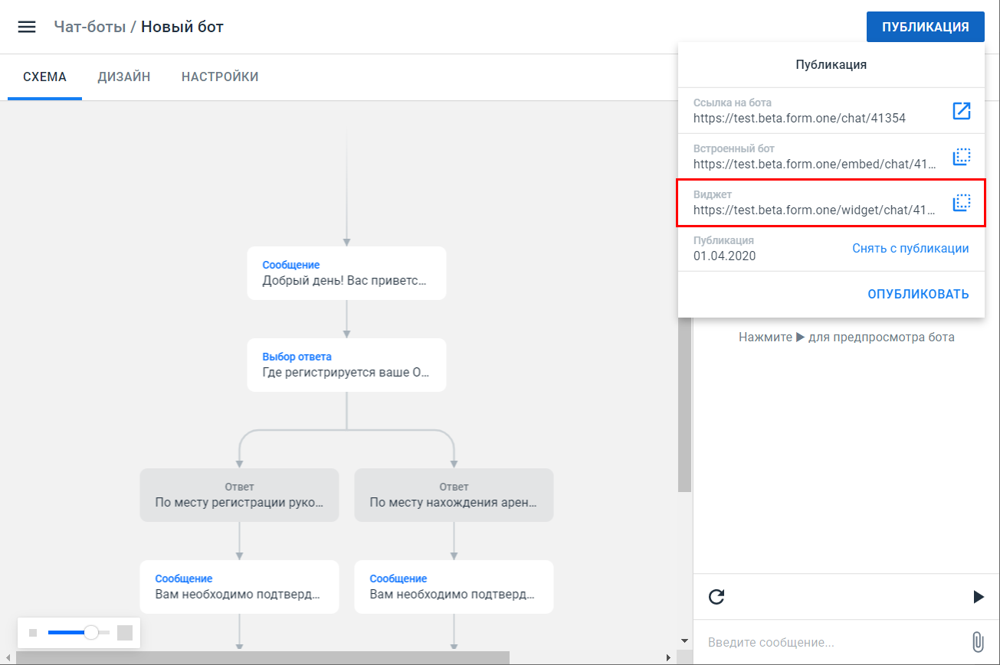 Чат-боты / Новый бот
ПУБЛИКАЦИЯ
СХЕМА ДИЗАЙН НАСТРОЙКИ
Публикация
Ссылка на бота
https://test.beta.form.one/chat/41354
Встроенный бот
https://test.beta.form.one/embed/chat/41...
Виджет
https://test.beta.form.one/widget/chat/41...
Публикация
01.04.2020
Снять с публикации
ОПУБЛИКОВАТЬ
Сообщение
Добрый день! Вас приветс...
Выбор ответа
Где регистрируется ваше О...
Ответ
По месту регистрации руко...
Ответ
По месту нахождения арен...
Сообщение
Вам необходимо подтверд...
Сообщение
Вам необходимо подтверд...
Нажмите ▶ для предпросмотра бота
Введите сообщение...